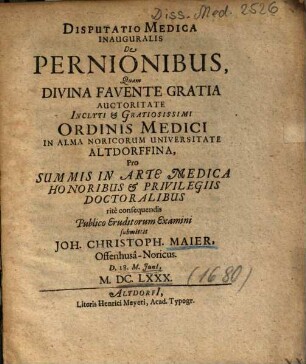 Diss. Med. 2526
DISPUTATIO MEDICA
INAUGURALIS
De
PERNIONIBUS,
Quam
DIVINA FAVENTE GRATIA
AUCTORITATE
INCLYTI & GRATIOSISSIMI
ORDINIS MEDICI
IN ALMA NORICORUM UNIVERSITATE
ALTDORFFINA,
Pro
SUMMIS IN ARTE MEDICA
HONORIBUS & PRIVILEGIIS
DOCTORALIBUS
ritè consequendis
Publico Eruditorum Examini
submittit
JOH. CHRISTOPH. MAIER,
Offenhusâ-Noricus.
D. 18. M. Junî,
M. DC. LXXX.
(1680)
ALTDORFI,
Literis Henrici Meyeri, Acad. Typogr.